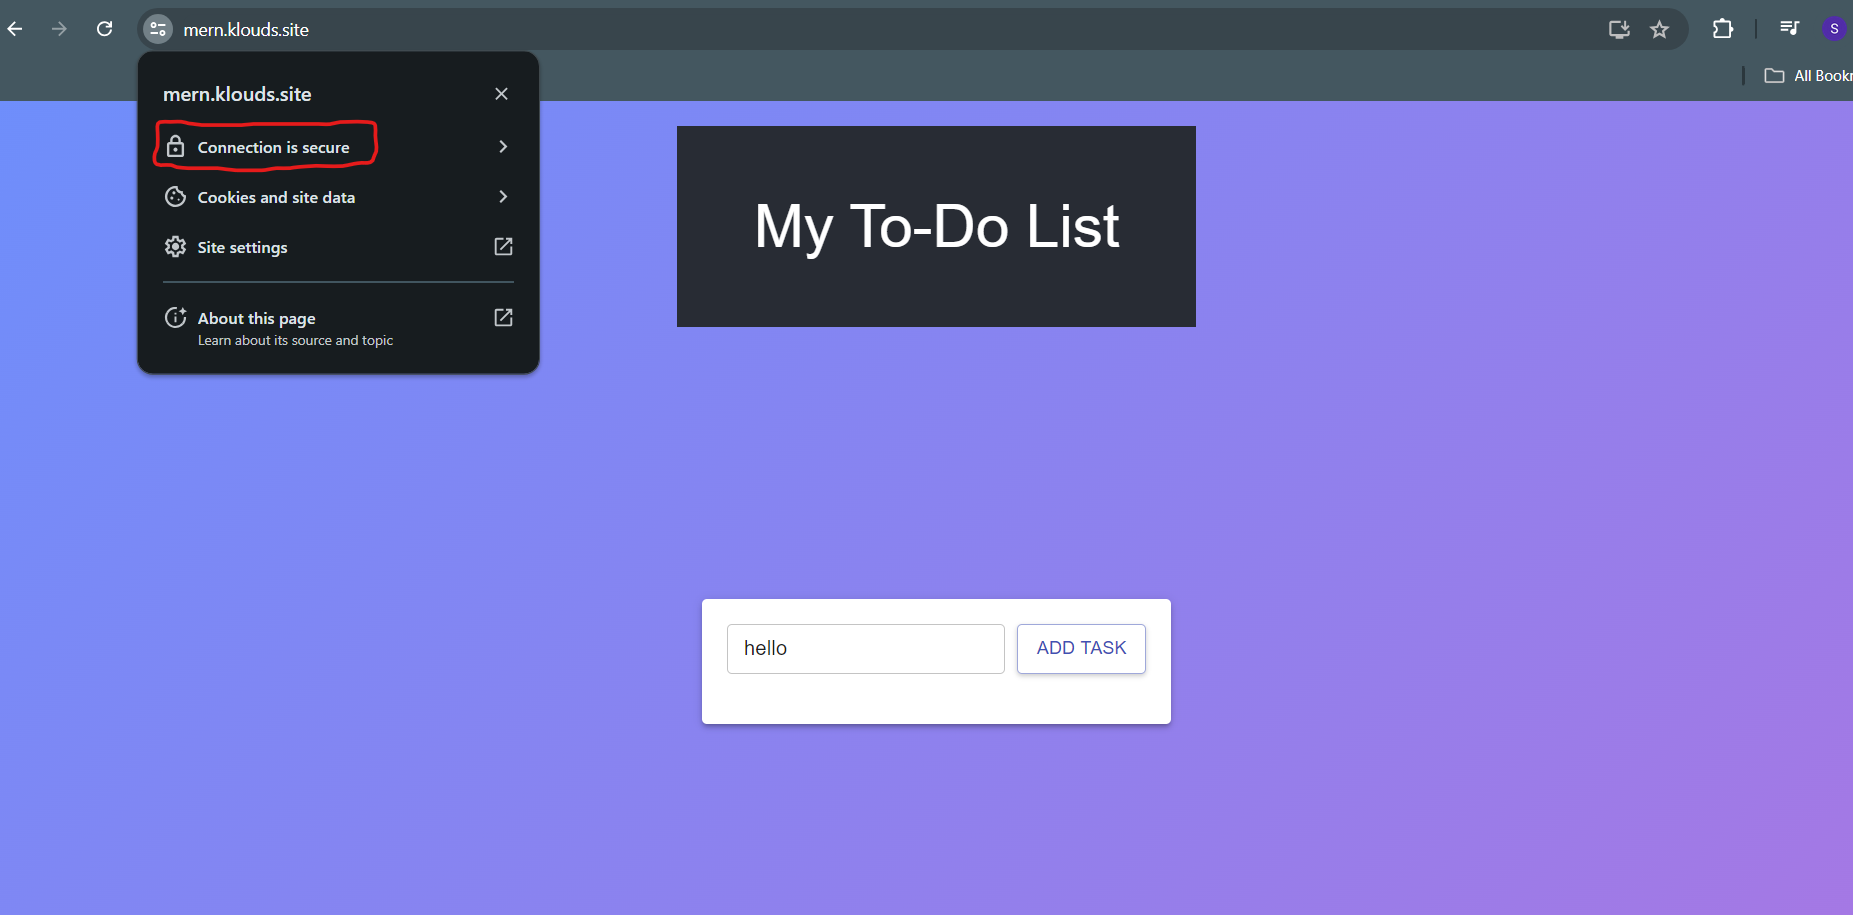 mern.klouds.site
S
All Bookr
mern.klouds.site
Connection is secure
Cookies and site data
Site settings
About this page
Learn about its source and topic
My To-Do List
hello
ADD TASK